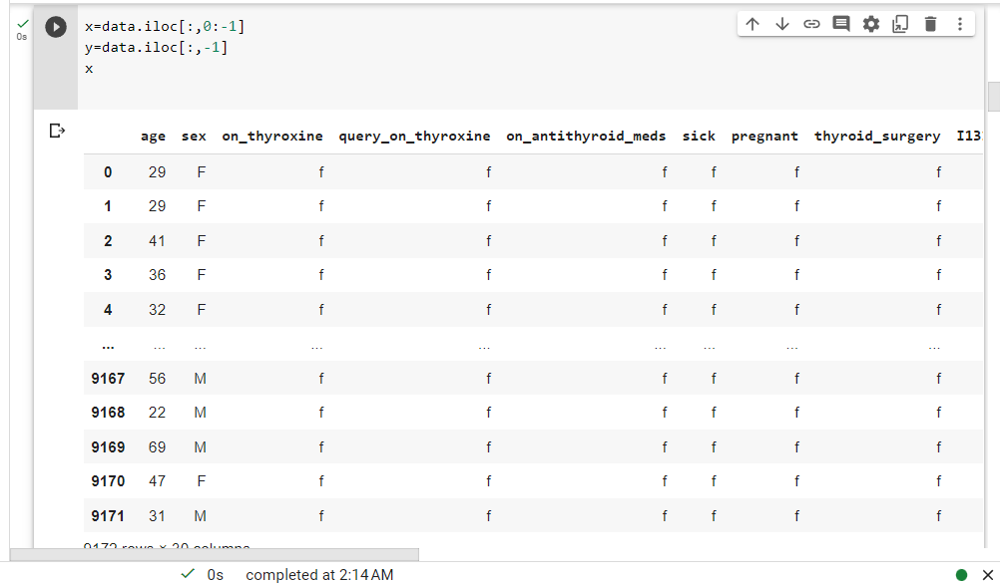 x=data.iloc[:,0:-1]
y=data.iloc[:,-1]
x
0s
age sex on_thyroxine query_on_thyroxine on_antithyroid_meds sick pregnant thyroid_surgery I13
0 29 F f f f f f f
1 29 F f f f f f f
2 41 F f f f f f f
3 36 F f f f f f f
4 32 F f f f f f f
... ... ... ... ... ... ... ... ...
9167 56 M f f f f f f
9168 22 M f f f f f f
9169 69 M f f f f f f
9170 47 F f f f f f f
9171 31 M f f f f f f
0s completed at 2:14 AM